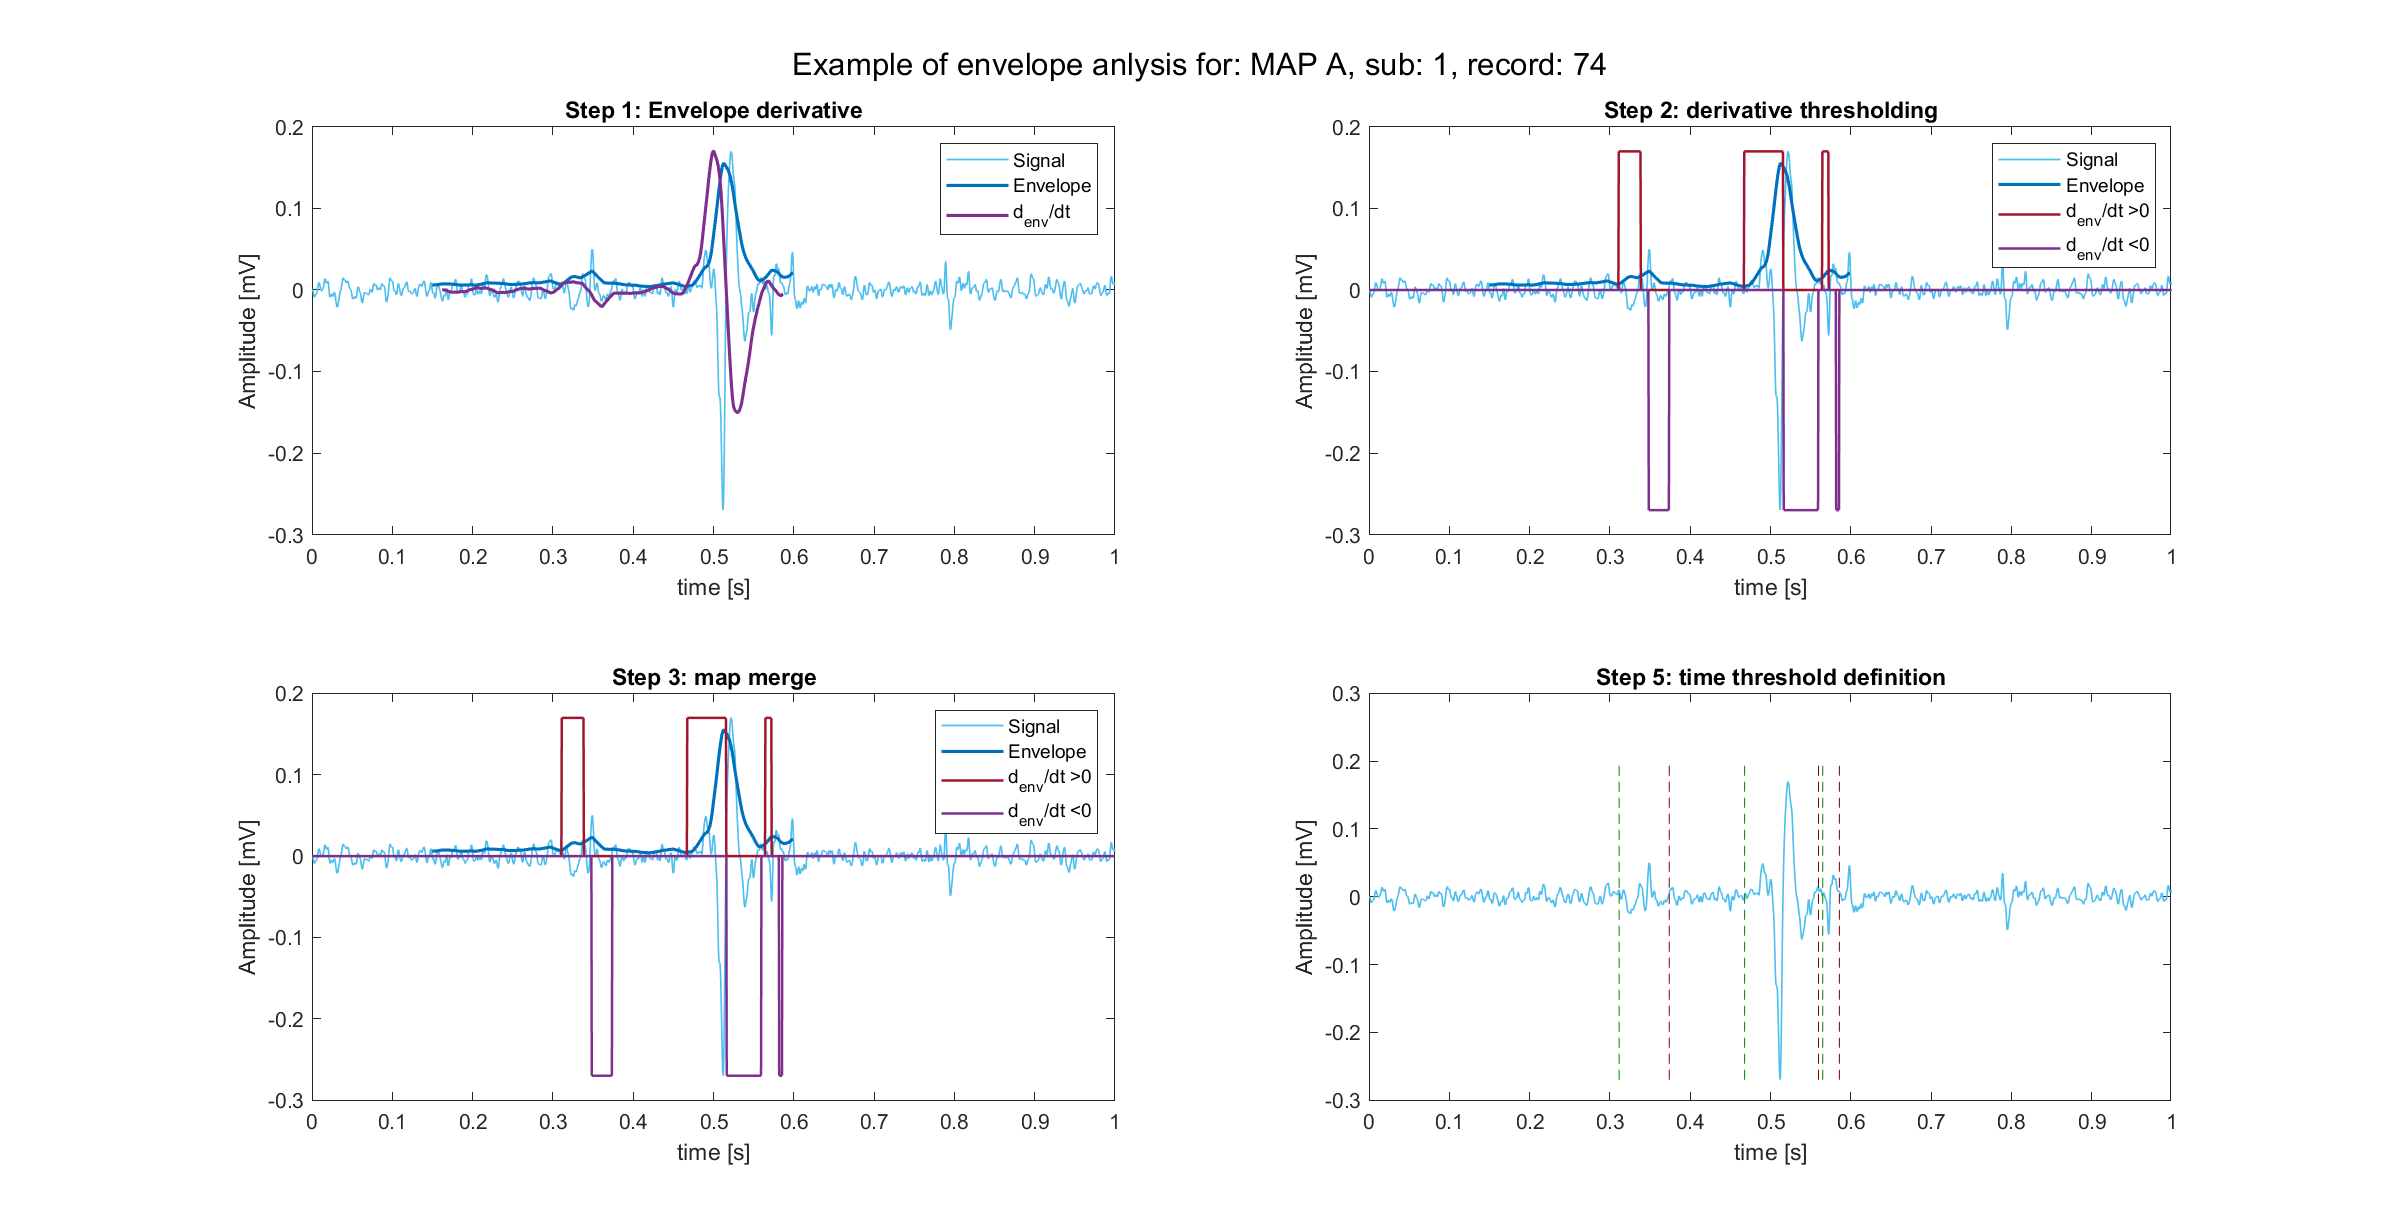 Example of envelope anlysis for: MAP A, sub: 1, record: 74
Step 1: Envelope derivative
0.2
0.1
0
-0.1
-0.2
-0.3
Amplitude [mV]
Signal
Envelope
d_env/dt
0 0.1 0.2 0.3 0.4 0.5 0.6 0.7 0.8 0.9 1
time [s]
Step 2: derivative thresholding
0.2
0.1
0
-0.1
-0.2
-0.3
Amplitude [mV]
Signal
Envelope
d_env/dt >0
d_env/dt <0
0 0.1 0.2 0.3 0.4 0.5 0.6 0.7 0.8 0.9 1
time [s]
Step 3: map merge
0.2
0.1
0
-0.1
-0.2
-0.3
Amplitude [mV]
Signal
Envelope
d_env/dt >0
d_env/dt <0
0 0.1 0.2 0.3 0.4 0.5 0.6 0.7 0.8 0.9 1
time [s]
Step 5: time threshold definition
0.3
0.2
0.1
0
-0.1
-0.2
-0.3
Amplitude [mV]
0 0.1 0.2 0.3 0.4 0.5 0.6 0.7 0.8 0.9 1
time [s]